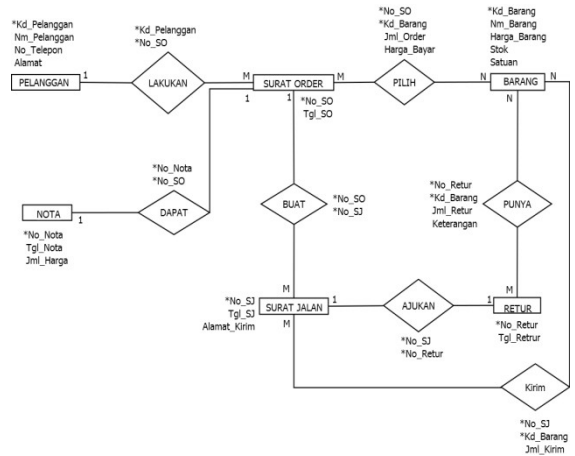 *Kd_Pelanggan
Nm_Pelanggan
No_Telepon
Alamat
PELANGGAN
1
*Kd_Pelanggan
*No_SO
LAKUKAN
M
SURAT ORDER
M
1
1
*No_SO
Tgl_SO
*No_SO
*Kd_Barang
Jml_Order
Harga_Bayar
PILIH
N
*Kd_Barang
Nm_Barang
Harga_Barang
Stok
Satuan
BARANG
N
N
*No_Nota
*No_SO
DAPAT
NOTA
1
*No_Nota
Tgl_Nota
Jml_Harga
BUAT
*No_SO
*No_SJ
*No_Retur
*Kd_Barang
Jml_Retur
Keterangan
PUNYA
M
*No_SJ
Tgl_SJ
Alamat_Kirim
SURAT JALAN
1
M
AJUKAN
*No_SJ
*No_Retur
1
M
RETUR
*No_Retur
Tgl_Retrur
Kirim
*No_SJ
*Kd_Barang
Jml_Kirim